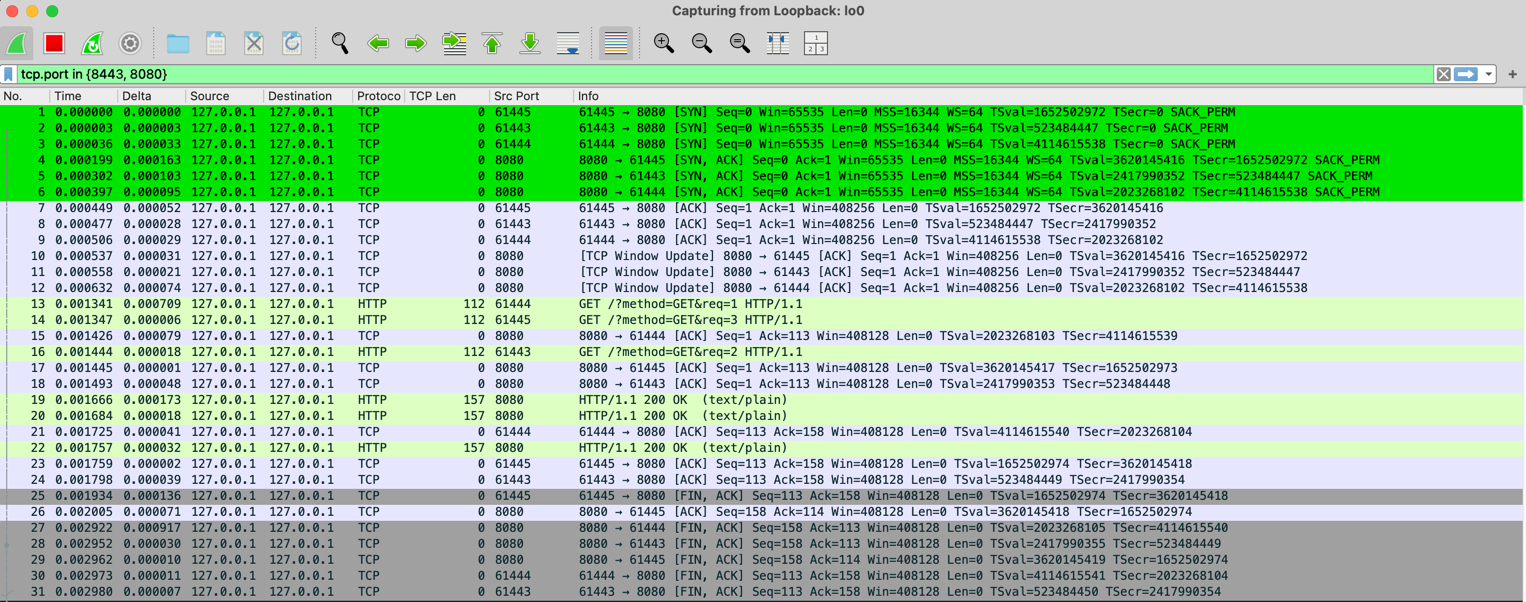 Capturing from Loopback: lo0
tcp.port in {8443, 8080}
No. Time Delta Source Destination Protoco TCP Len Src Port Info
1 0.000000 0.000000 127.0.0.1 127.0.0.1 TCP 0 61445 61445 → 8080 [SYN] Seq=0 Win=65535 Len=0 MSS=16344 WS=64 TSval=1652502972 TSecr=0 SACK_PERM
2 0.000003 0.000003 127.0.0.1 127.0.0.1 TCP 0 61443 61443 → 8080 [SYN] Seq=0 Win=65535 Len=0 MSS=16344 WS=64 TSval=523484447 TSecr=0 SACK_PERM
3 0.000036 0.000033 127.0.0.1 127.0.0.1 TCP 0 61444 61444 → 8080 [SYN] Seq=0 Win=65535 Len=0 MSS=16344 WS=64 TSval=4114615538 TSecr=0 SACK_PERM
4 0.000199 0.000163 127.0.0.1 127.0.0.1 TCP 0 8080 8080 → 61445 [SYN, ACK] Seq=0 Ack=1 Win=65535 Len=0 MSS=16344 WS=64 TSval=3620145416 TSecr=1652502972 SACK_PERM
5 0.000302 0.000103 127.0.0.1 127.0.0.1 TCP 0 8080 8080 → 61443 [SYN, ACK] Seq=0 Ack=1 Win=65535 Len=0 MSS=16344 WS=64 TSval=2417990352 TSecr=523484447 SACK_PERM
6 0.000397 0.000095 127.0.0.1 127.0.0.1 TCP 0 8080 8080 → 61444 [SYN, ACK] Seq=0 Ack=1 Win=65535 Len=0 MSS=16344 WS=64 TSval=2023268102 TSecr=4114615538 SACK_PERM
7 0.000449 0.000052 127.0.0.1 127.0.0.1 TCP 0 61445 61445 → 8080 [ACK] Seq=1 Ack=1 Win=408256 Len=0 TSval=1652502972 TSecr=3620145416
8 0.000477 0.000028 127.0.0.1 127.0.0.1 TCP 0 61443 61443 → 8080 [ACK] Seq=1 Ack=1 Win=408256 Len=0 TSval=523484447 TSecr=2417990352
9 0.000506 0.000029 127.0.0.1 127.0.0.1 TCP 0 61444 61444 → 8080 [ACK] Seq=1 Ack=1 Win=408256 Len=0 TSval=4114615538 TSecr=2023268102
10 0.000537 0.000031 127.0.0.1 127.0.0.1 TCP 0 8080 [TCP Window Update] 8080 → 61445 [ACK] Seq=1 Ack=1 Win=408256 Len=0 TSval=3620145416 TSecr=1652502972
11 0.000558 0.000021 127.0.0.1 127.0.0.1 TCP 0 8080 [TCP Window Update] 8080 → 61443 [ACK] Seq=1 Ack=1 Win=408256 Len=0 TSval=2417990352 TSecr=523484447
12 0.000632 0.000074 127.0.0.1 127.0.0.1 TCP 0 8080 [TCP Window Update] 8080 → 61444 [ACK] Seq=1 Ack=1 Win=408256 Len=0 TSval=2023268102 TSecr=4114615538
13 0.001341 0.000709 127.0.0.1 127.0.0.1 HTTP 112 61444 GET /?method=GET&req=1 HTTP/1.1
14 0.001347 0.000006 127.0.0.1 127.0.0.1 HTTP 112 61445 GET /?method=GET&req=3 HTTP/1.1
15 0.001426 0.000079 127.0.0.1 127.0.0.1 TCP 0 8080 8080 → 61444 [ACK] Seq=1 Ack=113 Win=408128 Len=0 TSval=2023268103 TSecr=4114615539
16 0.001444 0.000018 127.0.0.1 127.0.0.1 HTTP 112 61443 GET /?method=GET&req=2 HTTP/1.1
17 0.001445 0.000001 127.0.0.1 127.0.0.1 TCP 0 8080 8080 → 61445 [ACK] Seq=1 Ack=113 Win=408128 Len=0 TSval=3620145417 TSecr=1652502973
18 0.001493 0.000048 127.0.0.1 127.0.0.1 TCP 0 8080 8080 → 61443 [ACK] Seq=1 Ack=113 Win=408128 Len=0 TSval=2417990353 TSecr=523484448
19 0.001666 0.000173 127.0.0.1 127.0.0.1 HTTP 157 8080 HTTP/1.1 200 OK (text/plain)
20 0.001684 0.000018 127.0.0.1 127.0.0.1 HTTP 157 8080 HTTP/1.1 200 OK (text/plain)
21 0.001725 0.000041 127.0.0.1 127.0.0.1 TCP 0 61444 61444 → 8080 [ACK] Seq=113 Ack=158 Win=408128 Len=0 TSval=4114615540 TSecr=2023268104
22 0.001757 0.000032 127.0.0.1 127.0.0.1 HTTP 157 8080 HTTP/1.1 200 OK (text/plain)
23 0.001759 0.000002 127.0.0.1 127.0.0.1 TCP 0 61445 61445 → 8080 [ACK] Seq=113 Ack=158 Win=408128 Len=0 TSval=1652502974 TSecr=3620145418
24 0.001798 0.000039 127.0.0.1 127.0.0.1 TCP 0 61443 61443 → 8080 [ACK] Seq=113 Ack=158 Win=408128 Len=0 TSval=523484449 TSecr=2417990354
25 0.001934 0.000136 127.0.0.1 127.0.0.1 TCP 0 61445 61445 → 8080 [FIN, ACK] Seq=113 Ack=158 Win=408128 Len=0 TSval=1652502974 TSecr=3620145418
26 0.002005 0.000071 127.0.0.1 127.0.0.1 TCP 0 8080 8080 → 61445 [ACK] Seq=158 Ack=114 Win=408128 Len=0 TSval=3620145418 TSecr=1652502974
27 0.002922 0.000917 127.0.0.1 127.0.0.1 TCP 0 8080 8080 → 61444 [FIN, ACK] Seq=158 Ack=113 Win=408128 Len=0 TSval=2023268105 TSecr=4114615540
28 0.002952 0.000030 127.0.0.1 127.0.0.1 TCP 0 8080 8080 → 61443 [FIN, ACK] Seq=158 Ack=113 Win=408128 Len=0 TSval=2417990355 TSecr=523484449
29 0.002962 0.000010 127.0.0.1 127.0.0.1 TCP 0 8080 8080 → 61445 [FIN, ACK] Seq=158 Ack=114 Win=408128 Len=0 TSval=3620145419 TSecr=1652502974
30 0.002973 0.000011 127.0.0.1 127.0.0.1 TCP 0 61444 61444 → 8080 [FIN, ACK] Seq=113 Ack=158 Win=408128 Len=0 TSval=4114615541 TSecr=2023268104
31 0.002980 0.000007 127.0.0.1 127.0.0.1 TCP 0 61443 61443 → 8080 [FIN, ACK] Seq=113 Ack=158 Win=408128 Len=0 TSval=523484450 TSecr=2417990354